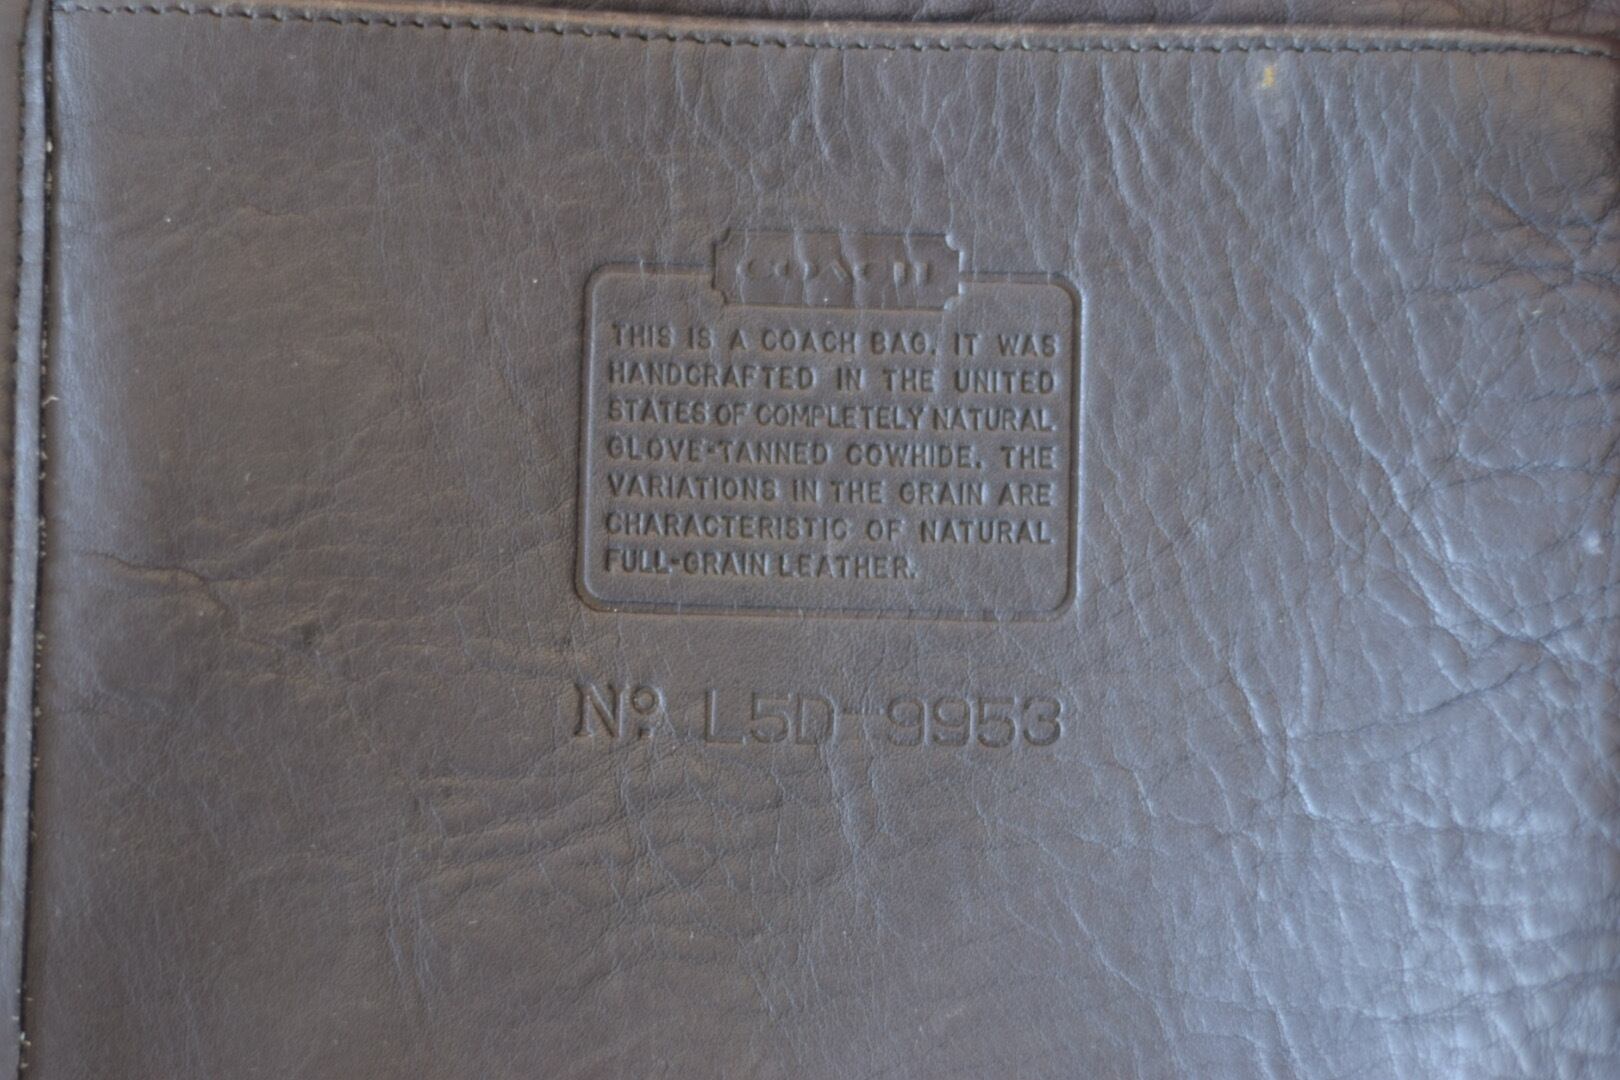 COACH
THIS IS A COACH BAG. IT WAS
HANDCRAFTED IN THE UNITED
STATES OF COMPLETELY NATURAL
GLOVE-TANNED COWHIDE. THE
VARIATIONS IN THE GRAIN ARE
CHARACTERISTIC OF NATURAL
FULL-GRAIN LEATHER.
Nº L5D-9953